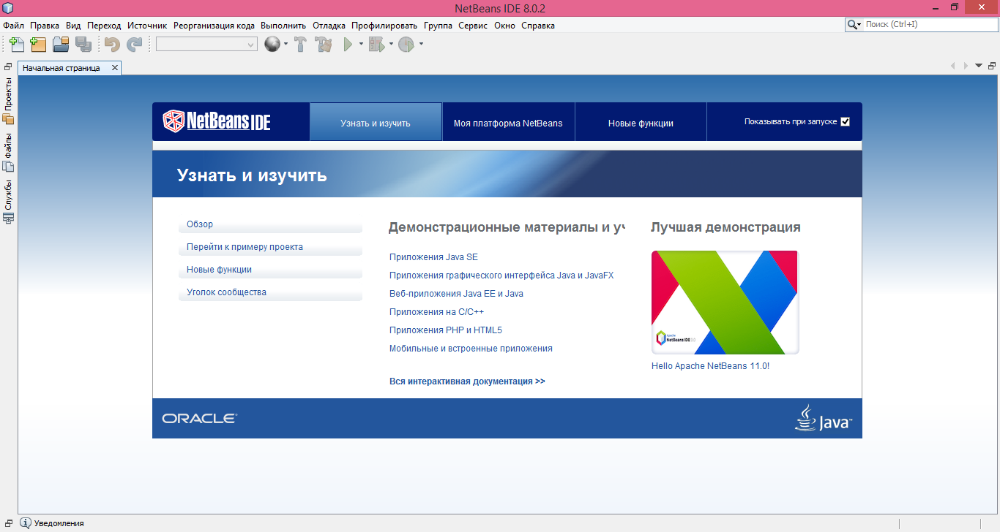 NetBeans IDE 8.0.2
Файл Правка Вид Переход Источник Реорганизация кода Выполнить Отладка Профилировать Группа Сервис Окно Справка
Поиск (Ctrl+I)
Начальная страница
Проекты
Файлы
Службы
NetBeans IDE
Узнать и изучить
Моя платформа NetBeans
Новые функции
Показывать при запуске
Узнать и изучить
Обзор
Перейти к примеру проекта
Новые функции
Уголок сообщества
Демонстрационные материалы и уч
Приложения Java SE
Приложения графического интерфейса Java и JavaFX
Веб-приложения Java EE и Java
Приложения на C/C++
Приложения PHP и HTML5
Мобильные и встроенные приложения
Вся интерактивная документация >>
Лучшая демонстрация
Apache
NetBeans IDE
Hello Apache NetBeans 11.0!
ORACLE
Java
Уведомления